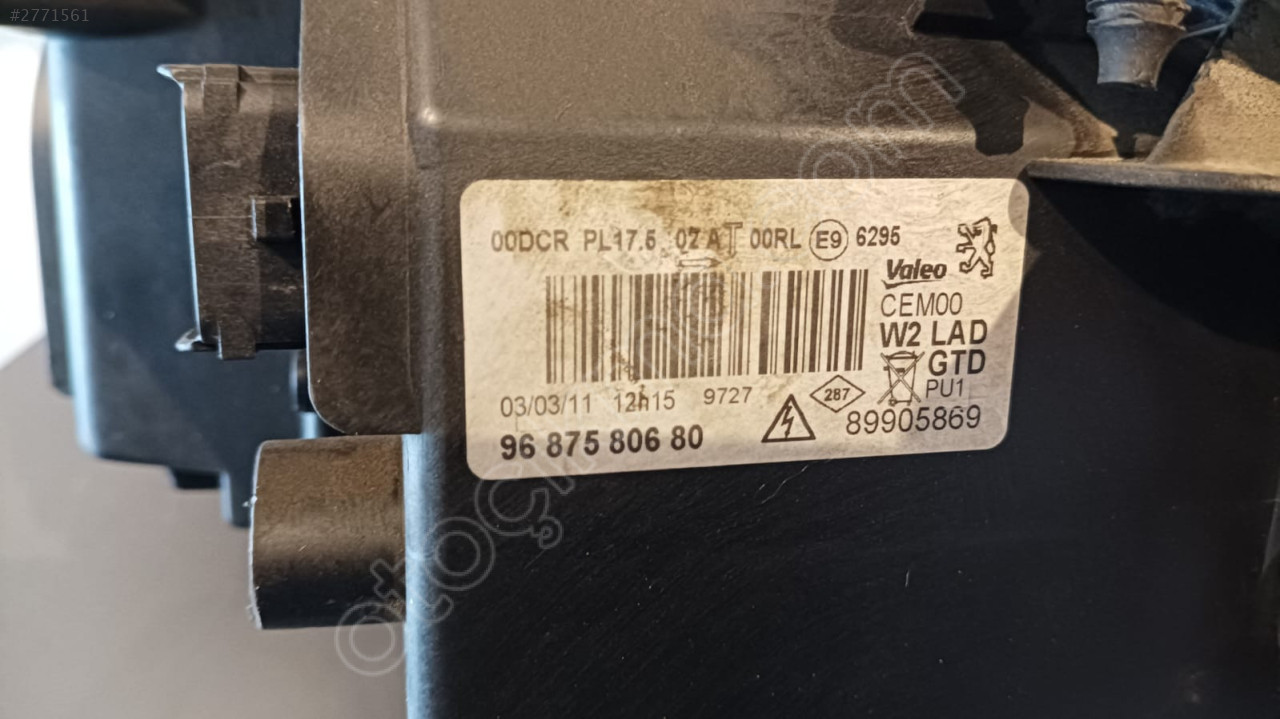 #2771561
00DCR PL17.5 02 A T 00RL E9 6295
Valeo
CEM00
W2 LAD
GTD
PU1
03/03/11 12h15 9727 287
96 875 806 80 89905869